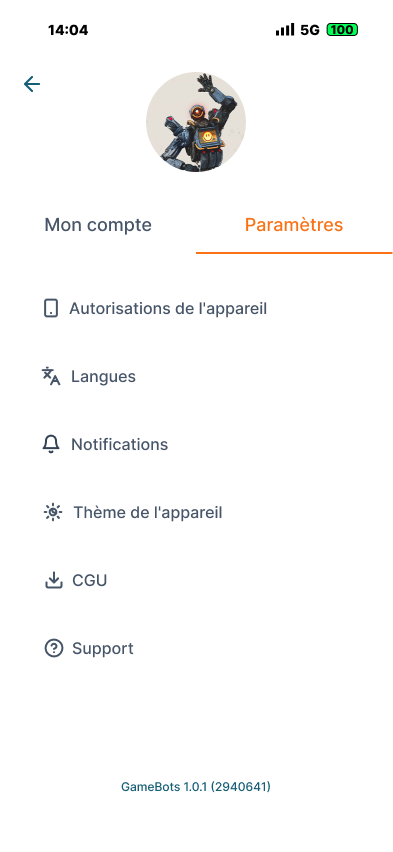 14:04
5G
100
Mon compte
Paramètres
Autorisations de l'appareil
Langues
Notifications
Thème de l'appareil
CGU
Support
GameBots 1.0.1 (2940641)